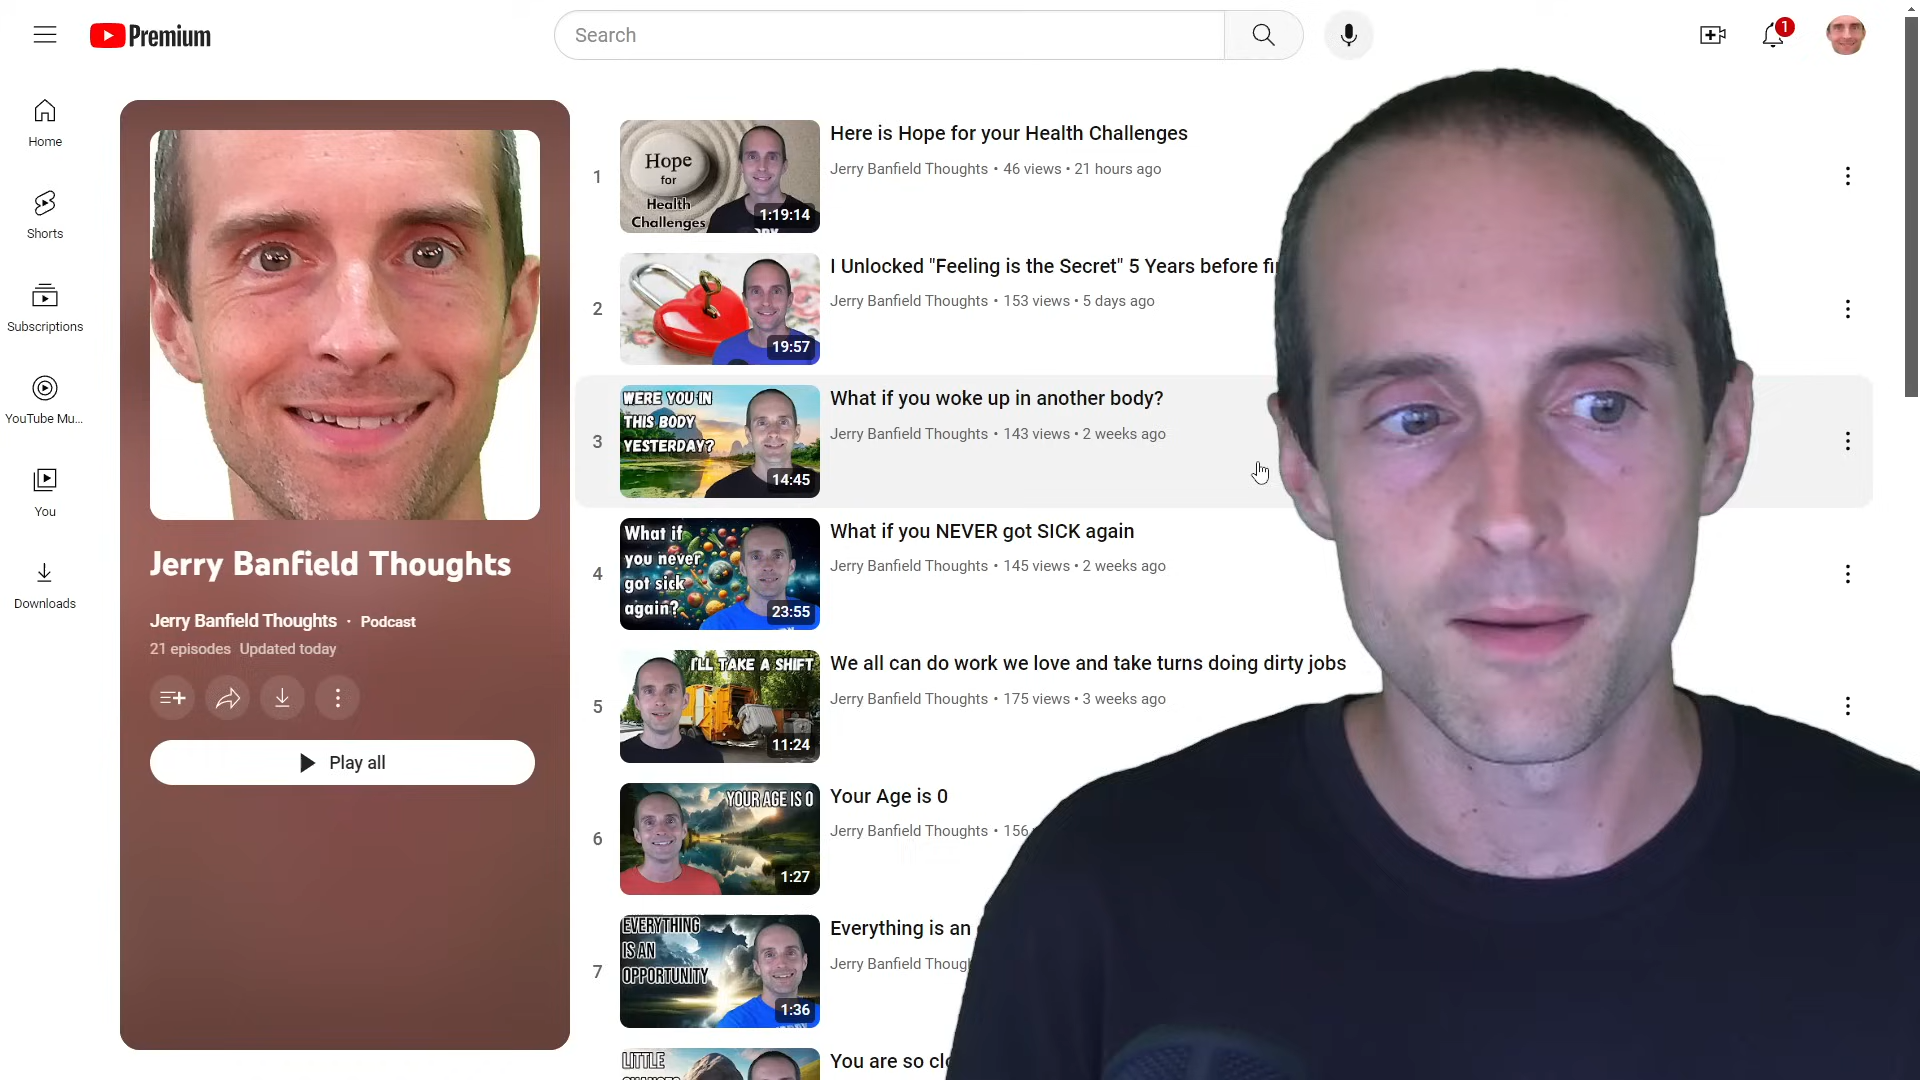 Premium
Search
1
Home
Shorts
Subscriptions
YouTube Mu...
You
Downloads
Jerry Banfield Thoughts
Jerry Banfield Thoughts · Podcast
21 episodes Updated today
Play all
1
Hope
for
Health
Challenges
1:19:14
Here is Hope for your Health Challenges
Jerry Banfield Thoughts • 46 views • 21 hours ago
2
19:57
I Unlocked "Feeling is the Secret" 5 Years before
Jerry Banfield Thoughts • 153 views • 5 days ago
3
WERE YOU IN
THIS BODY
YESTERDAY?
14:45
What if you woke up in another body?
Jerry Banfield Thoughts • 143 views • 2 weeks ago
4
What if
you never
got sick
again?
23:55
What if you NEVER got SICK again
Jerry Banfield Thoughts • 145 views • 2 weeks ago
5
I'LL TAKE A SHIFT
11:24
We all can do work we love and take turns doing dirty jobs
Jerry Banfield Thoughts • 175 views • 3 weeks ago
6
YOUR AGE IS 0
1:27
Your Age is 0
Jerry Banfield Thoughts • 156
7
EVERYTHING
IS AN
OPPORTUNITY
1:36
Everything is an
Jerry Banfield
LITTLE
You are so